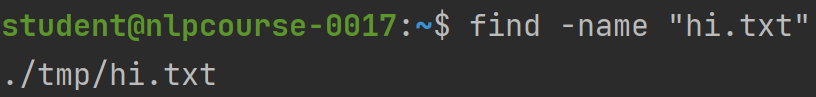 student@nlpcourse-0017:~$ find -name "hi.txt"
./tmp/hi.txt